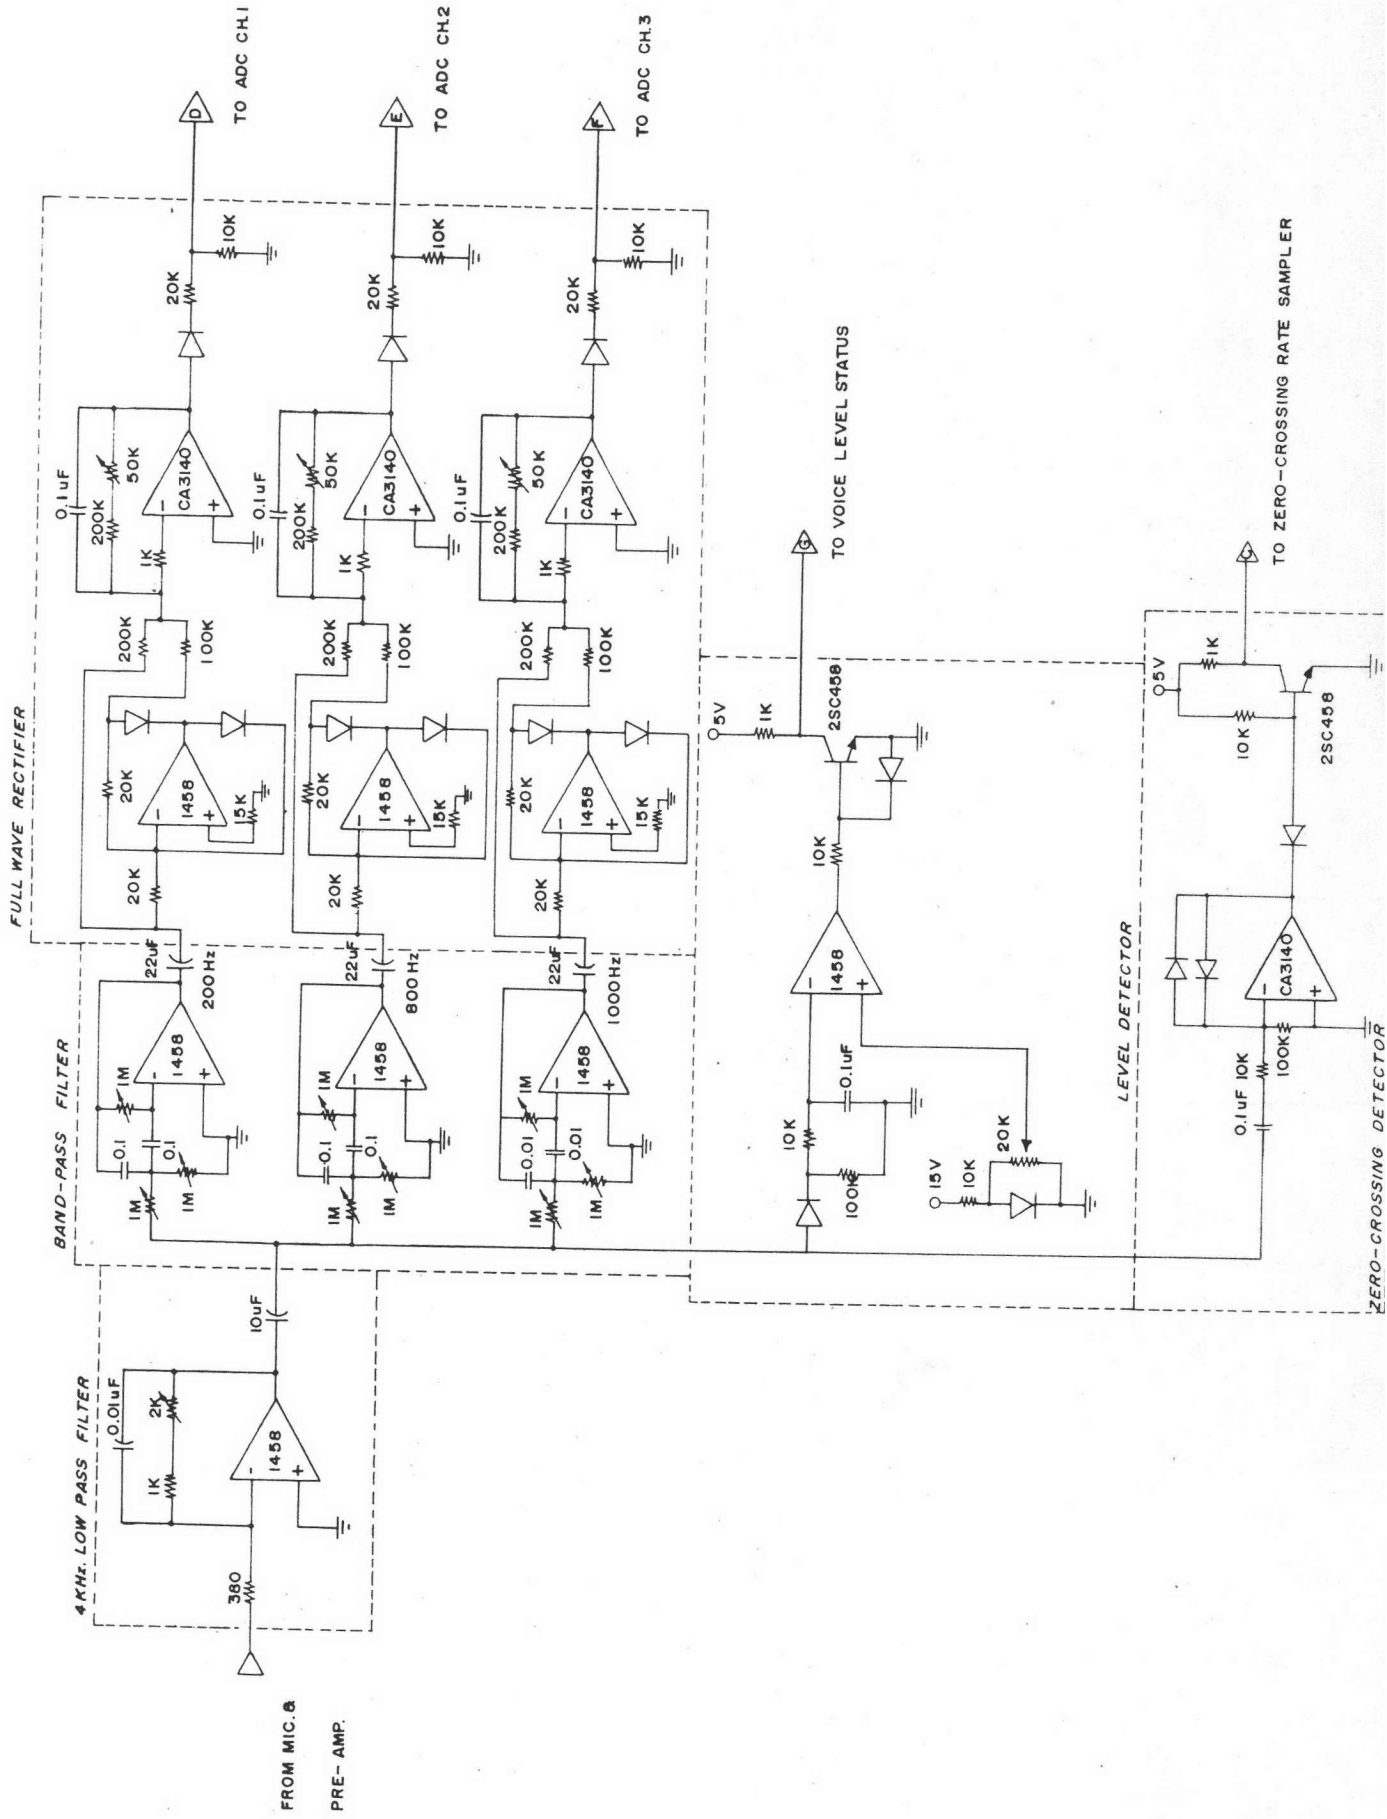 FROM MIC. &
PRE-AMP.
4 KHz. LOW PASS FILTER
380
0.01uF
1K
2K
-
1458
+
10uF
BAND-PASS FILTER
1M
0.1
1M
0.1
1M
-
1458
+
22uF
200Hz
1M
0.1
1M
0.1
1M
-
1458
+
22uF
800Hz
1M
0.01
1M
0.01
1M
-
1458
+
22uF
1000Hz
FULL WAVE RECTIFIER
20K
20K
-
1458
+
15K
200K
100K
1K
0.1uF
200K
50K
-
CA3140
+
20K
10K
D
TO ADC CH.1
20K
20K
-
1458
+
15K
200K
100K
1K
0.1uF
200K
50K
-
CA3140
+
20K
10K
E
TO ADC CH.2
20K
20K
-
1458
+
15K
200K
100K
1K
0.1uF
200K
50K
-
CA3140
+
20K
10K
F
TO ADC CH.3
10K
100K
0.1uF
15V
10K
20K
-
1458
+
10K
5V
1K
2SC458
G
TO VOICE LEVEL STATUS
LEVEL DETECTOR
0.1uF
10K
100K
-
CA3140
+
10K
5V
1K
2SC458
TO ZERO-CROSSING RATE SAMPLER
ZERO-CROSSING DETECTOR